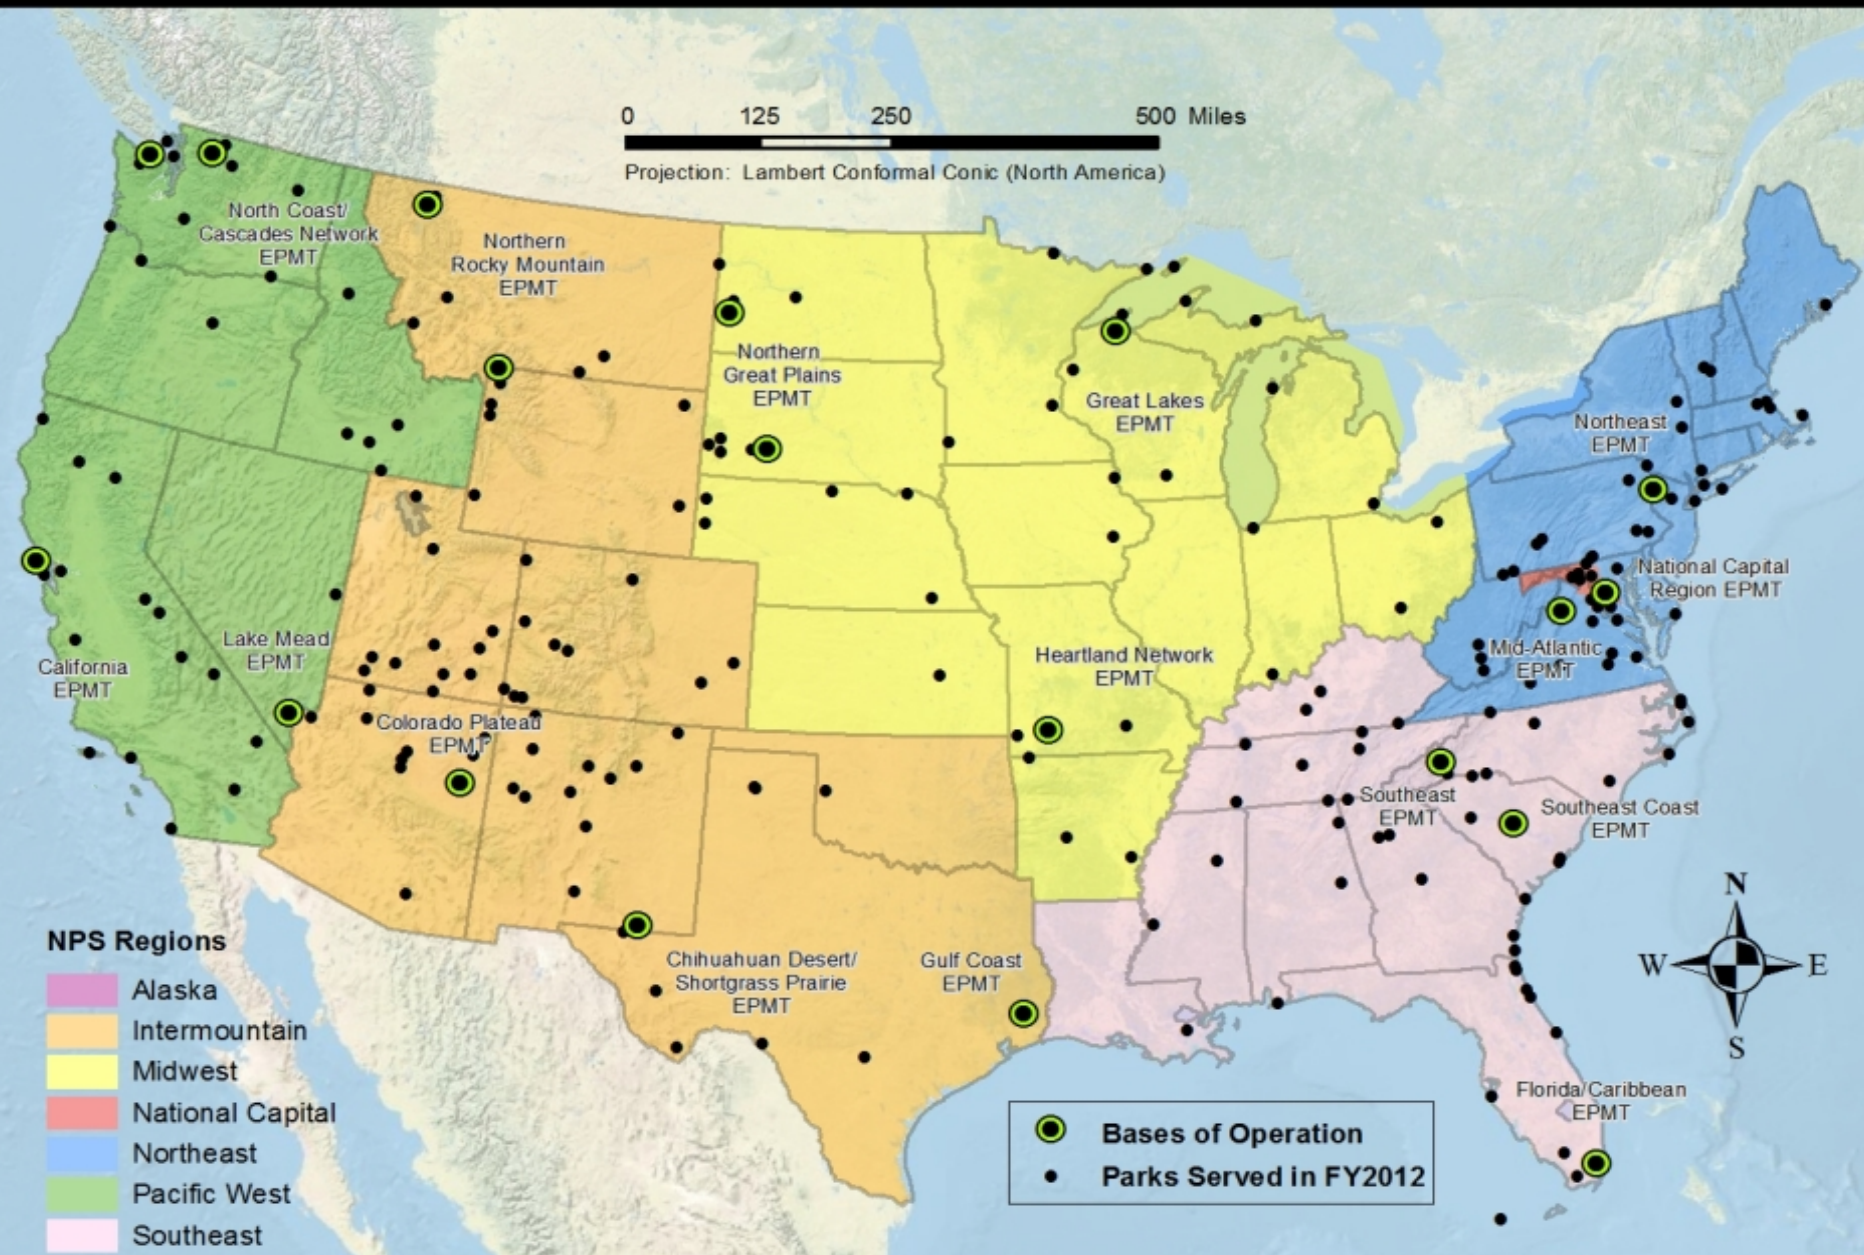 0 125 250 500 Miles
Projection: Lambert Conformal Conic (North America)
North Coast/
Cascades Network
EPMT
Northern
Rocky Mountain
EPMT
Northern
Great Plains
EPMT
Great Lakes
EPMT
Northeast
EPMT
National Capital
Region EPMT
Mid-Atlantic
EPMT
Lake Mead
EPMT
California
EPMT
Heartland Network
EPMT
Colorado Plateau
EPMT
Southeast
EPMT
Southeast Coast
EPMT
Chihuahuan Desert/
Shortgrass Prairie
EPMT
Gulf Coast
EPMT
Florida/Caribbean
EPMT
N
W E
S
NPS Regions
Alaska
Intermountain
Midwest
National Capital
Northeast
Pacific West
Southeast
Bases of Operation
Parks Served in FY2012